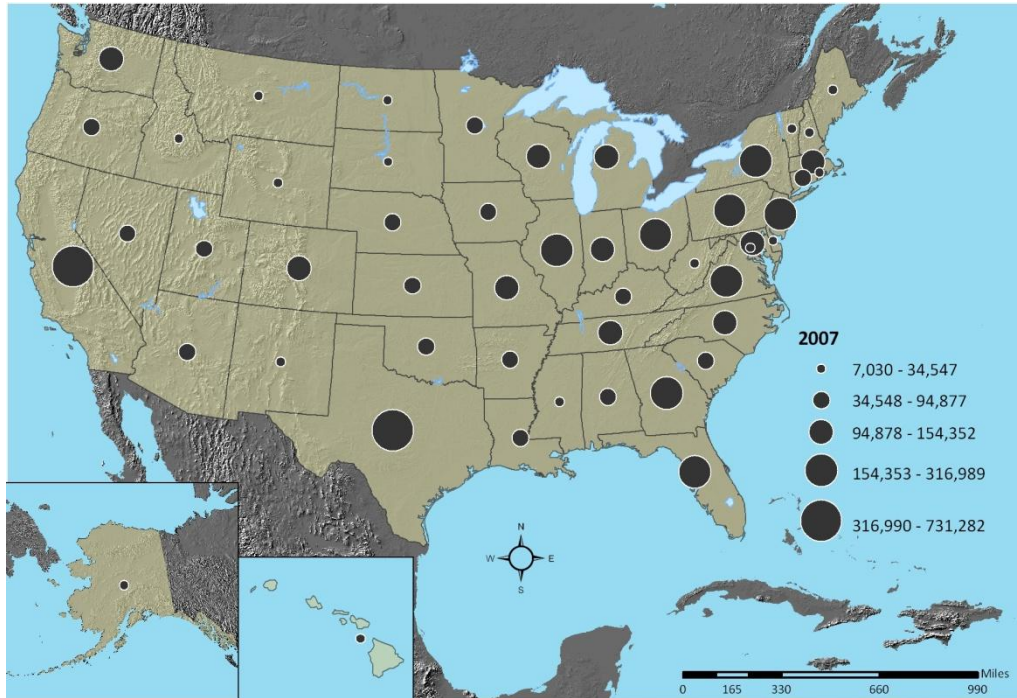 2007
7,030 - 34,547
34,548 - 94,877
94,878 - 154,352
154,353 - 316,989
316,990 - 731,282
N
W E
S
Miles
0 165 330 660 990